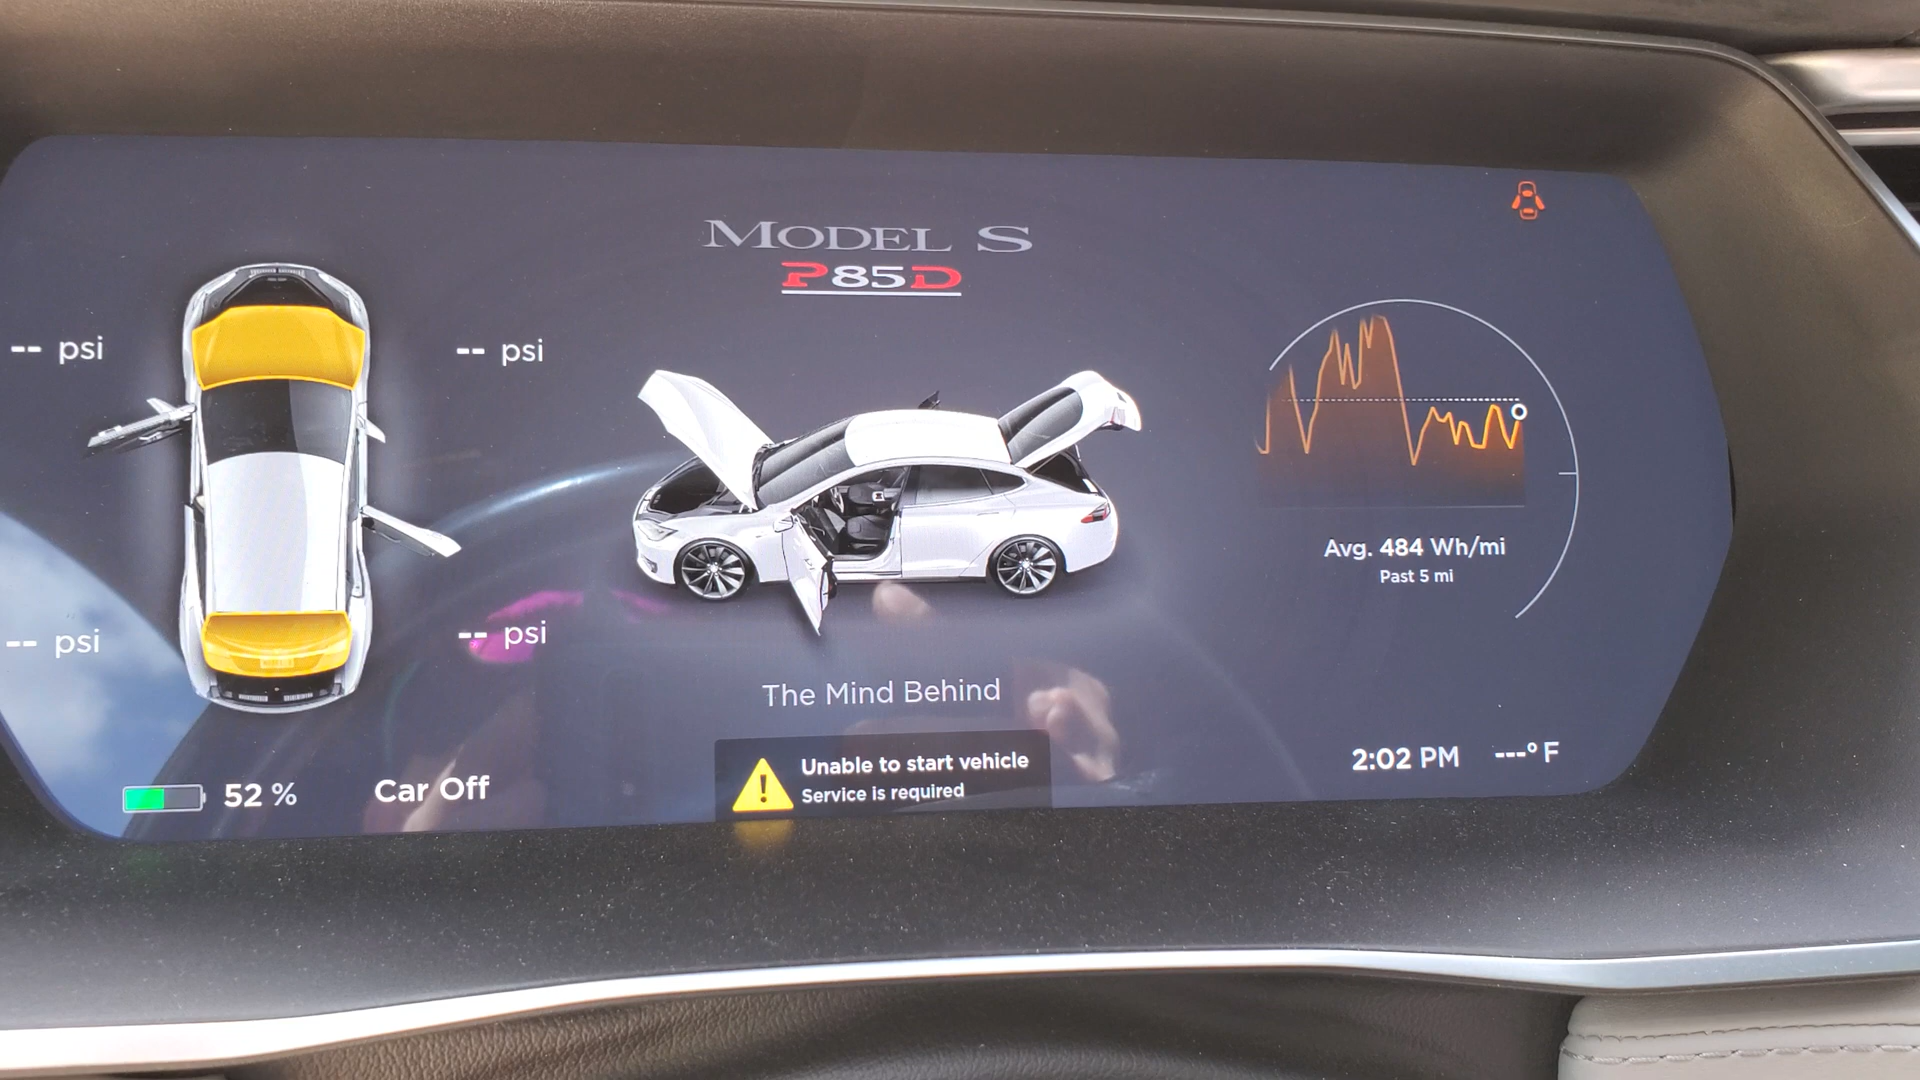 MODEL S
P85D
-- psi
-- psi
-- psi
-- psi
Avg. 484 Wh/mi
Past 5 mi
The Mind Behind
Unable to start vehicle
Service is required
52 %
Car Off
2:02 PM
---° F